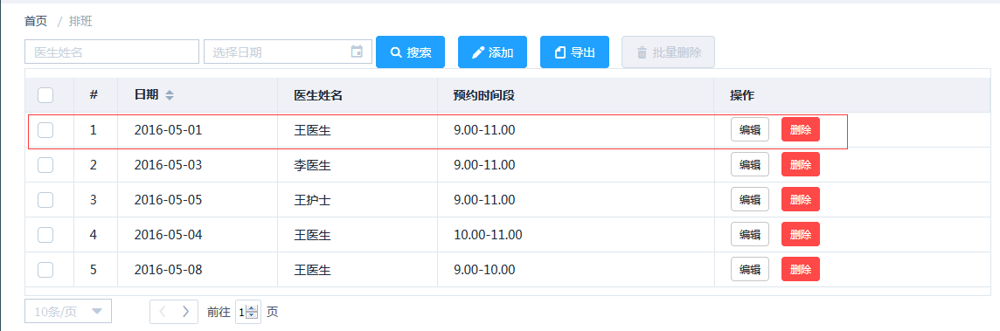 首页 / 排班
医生姓名 选择日期 搜索 添加 导出 批量删除
# 日期 医生姓名 预约时间段 操作
1 2016-05-01 王医生 9.00-11.00 编辑 删除
2 2016-05-03 李医生 9.00-11.00 编辑 删除
3 2016-05-05 王护士 9.00-11.00 编辑 删除
4 2016-05-04 王医生 10.00-11.00 编辑 删除
5 2016-05-08 王医生 9.00-10.00 编辑 删除
10条/页 前往 1 页